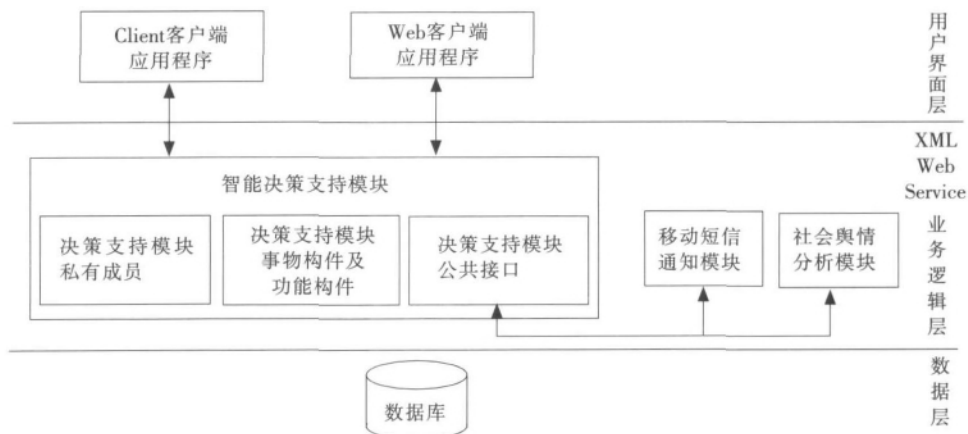 Client客户端
应用程序
Web客户端
应用程序
用户界面层
智能决策支持模块
决策支持模块
私有成员
决策支持模块
事物构件及
功能构件
决策支持模块
公共接口
移动短信
通知模块
社会舆情
分析模块
XML
Web
Service
业务逻辑层
数据库
数据层